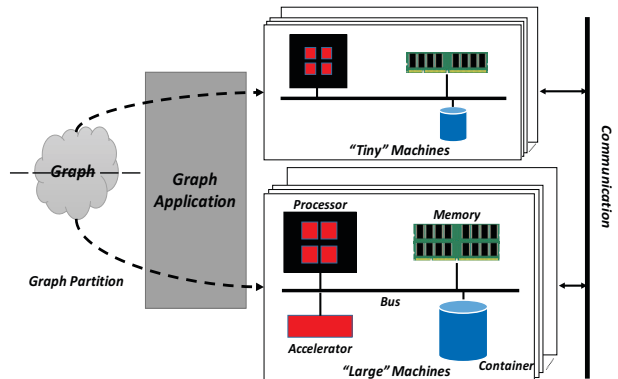 "Tiny" Machines
Graph
Graph
Application
Graph Partition
Processor
Memory
Bus
Accelerator
Container
"Large" Machines
Communication